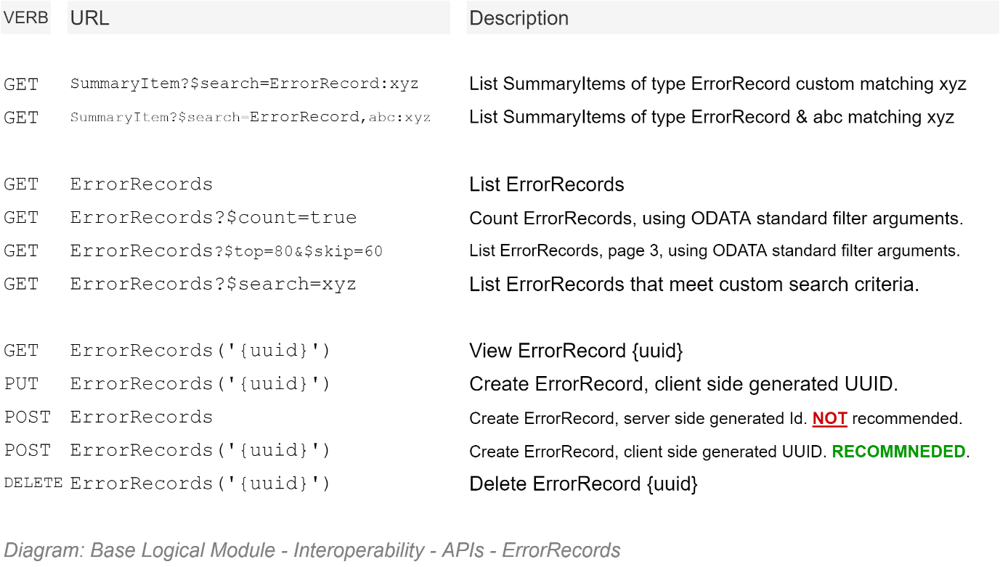 VERB URL Description
GET SummaryItem?$search=ErrorRecord:xyz List SummaryItems of type ErrorRecord custom matching xyz
GET SummaryItem?$search=ErrorRecord,abc:xyz List SummaryItems of type ErrorRecord & abc matching xyz
GET ErrorRecords List ErrorRecords
GET ErrorRecords?$count=true Count ErrorRecords, using ODATA standard filter arguments.
GET ErrorRecords?$top=80&$skip=60 List ErrorRecords, page 3, using ODATA standard filter arguments.
GET ErrorRecords?$search=xyz List ErrorRecords that meet custom search criteria.
GET ErrorRecords('{uuid}') View ErrorRecord {uuid}
PUT ErrorRecords('{uuid}') Create ErrorRecord, client side generated UUID.
POST ErrorRecords Create ErrorRecord, server side generated Id. NOT recommended.
POST ErrorRecords('{uuid}') Create ErrorRecord, client side generated UUID. RECOMMNEDED.
DELETE ErrorRecords('{uuid}') Delete ErrorRecord {uuid}
Diagram: Base Logical Module - Interoperability - APIs - ErrorRecords